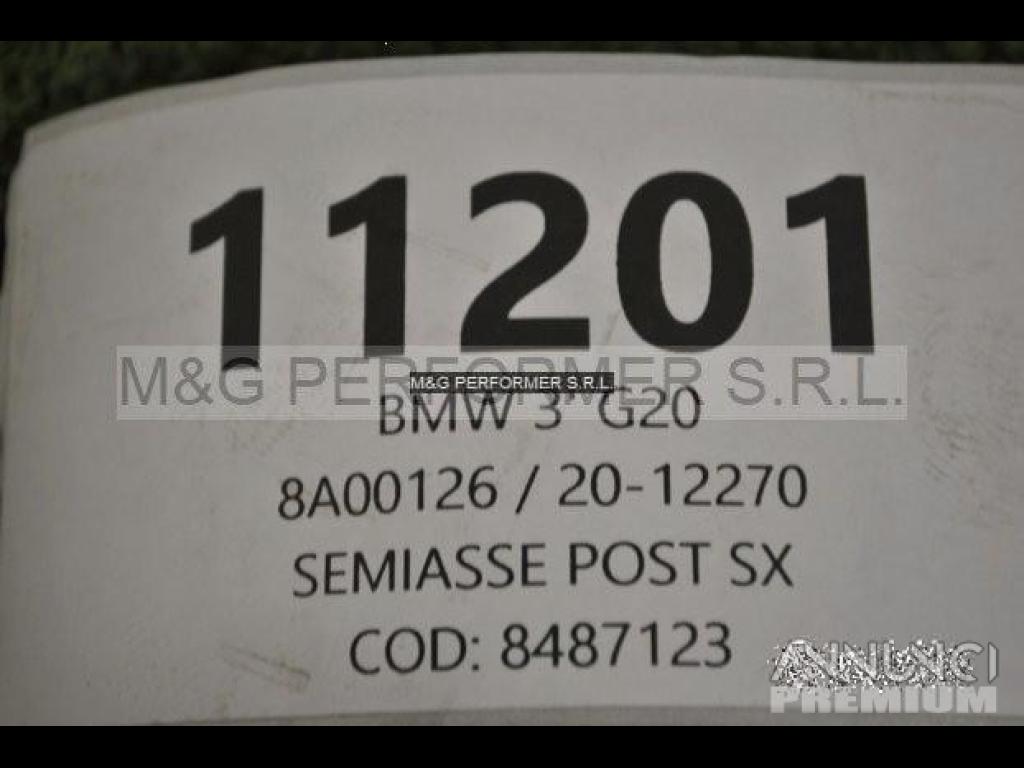 11201
M&G PERFORMER S.R.L.
M&G PERFORMER S.R.L.
BMW 3" G20
8A00126 / 20-12270
SEMIASSE POST SX
COD: 8487123
ANNUNCI
PREMIUM